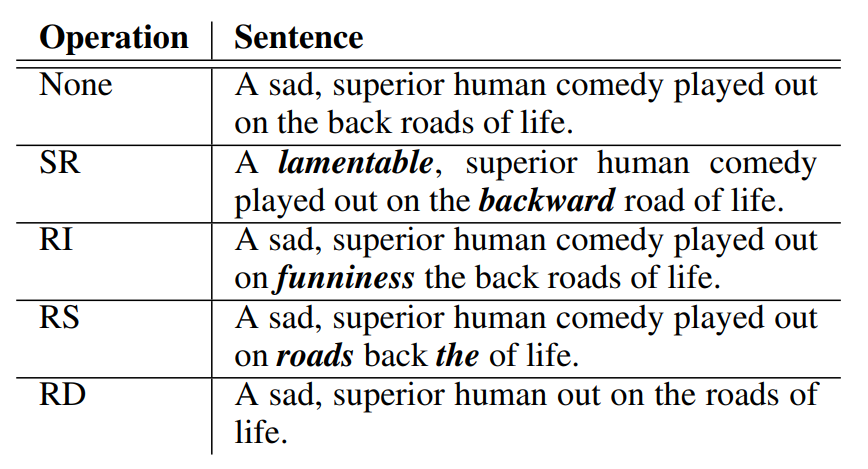 Operation Sentence
None A sad, superior human comedy played out
on the back roads of life.
SR A lamentable, superior human comedy
played out on the backward road of life.
RI A sad, superior human comedy played out
on funniness the back roads of life.
RS A sad, superior human comedy played out
on roads back the of life.
RD A sad, superior human out on the roads of
life.